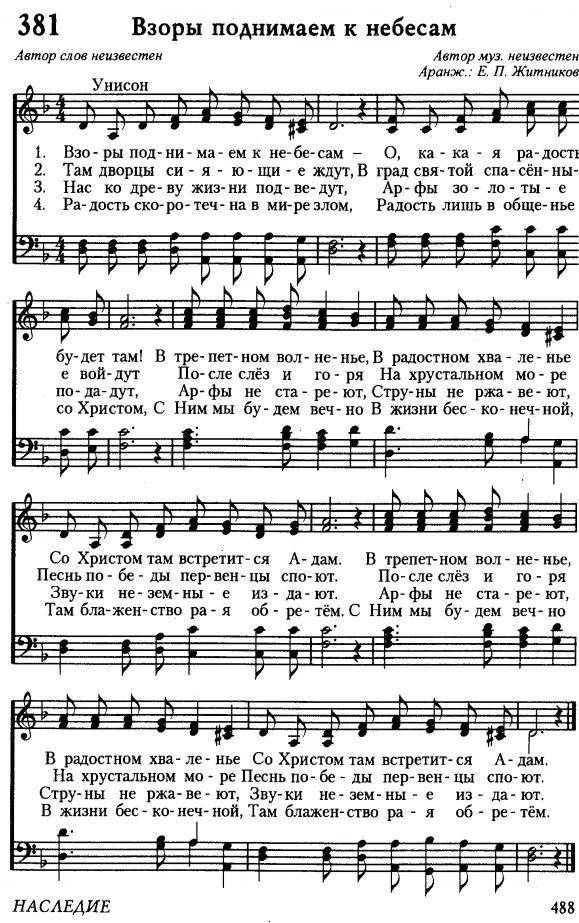 381 Взоры поднимаем к небесам
Автор слов неизвестен
Автор муз. неизвестен
Аранж.: Е. П. Житников
Унисон
1. Взо - ры под - ни - ма - ем к не - бе - сам – О, ка - ка - я ра - дость
2. Там дворцы си - я - ю - щи - е ждут, В град свя - той спа - сён - ны -
3. Нас ко дре - ву жиз - ни под - ве - дут, Ар - фы зо - ло - ты - е
4. Ра - дость ско - ро - теч - на в ми - ре злом, Радость лишь в обще - нье
бу - дет там! В тре - пет - ном вол - не - нье, В радостном хва - ле - нье
е вой - дут По - сле слёз и го - ря На хрустальном мо - ре
по - да - дут, Ар - фы не ста - ре - ют, Стру - ны не ржа - ве - ют,
со Христом, С Ним мы бу - дем веч - но В жизни бес - ко - неч - ной,
Со Христом там встретит - ся А - дам. В трепет - ном вол - не - нье,
Песнь по - бе - ды пер - вен - цы спо - ют. По - сле слёз и го - ря
Зву - ки не - зем - ны - е из - да - ют. Ар - фы не ста - ре - ют,
Там бла - жен - ство ра - я об - ре - тём. С Ним мы бу - дем веч - но
В радостном хва - ле - нье Со Христом там встретит - ся А - дам.
На хрустальном мо - ре Песнь по - бе - ды пер - вен - цы спо - ют.
Стру - ны не ржа - ве - ют, Зву - ки не - зем - ны - е из - да - ют.
В жизни бес - ко - неч - ной, Там блажен - ство ра - я об - ре - тём.
НАСЛЕДИЕ 488